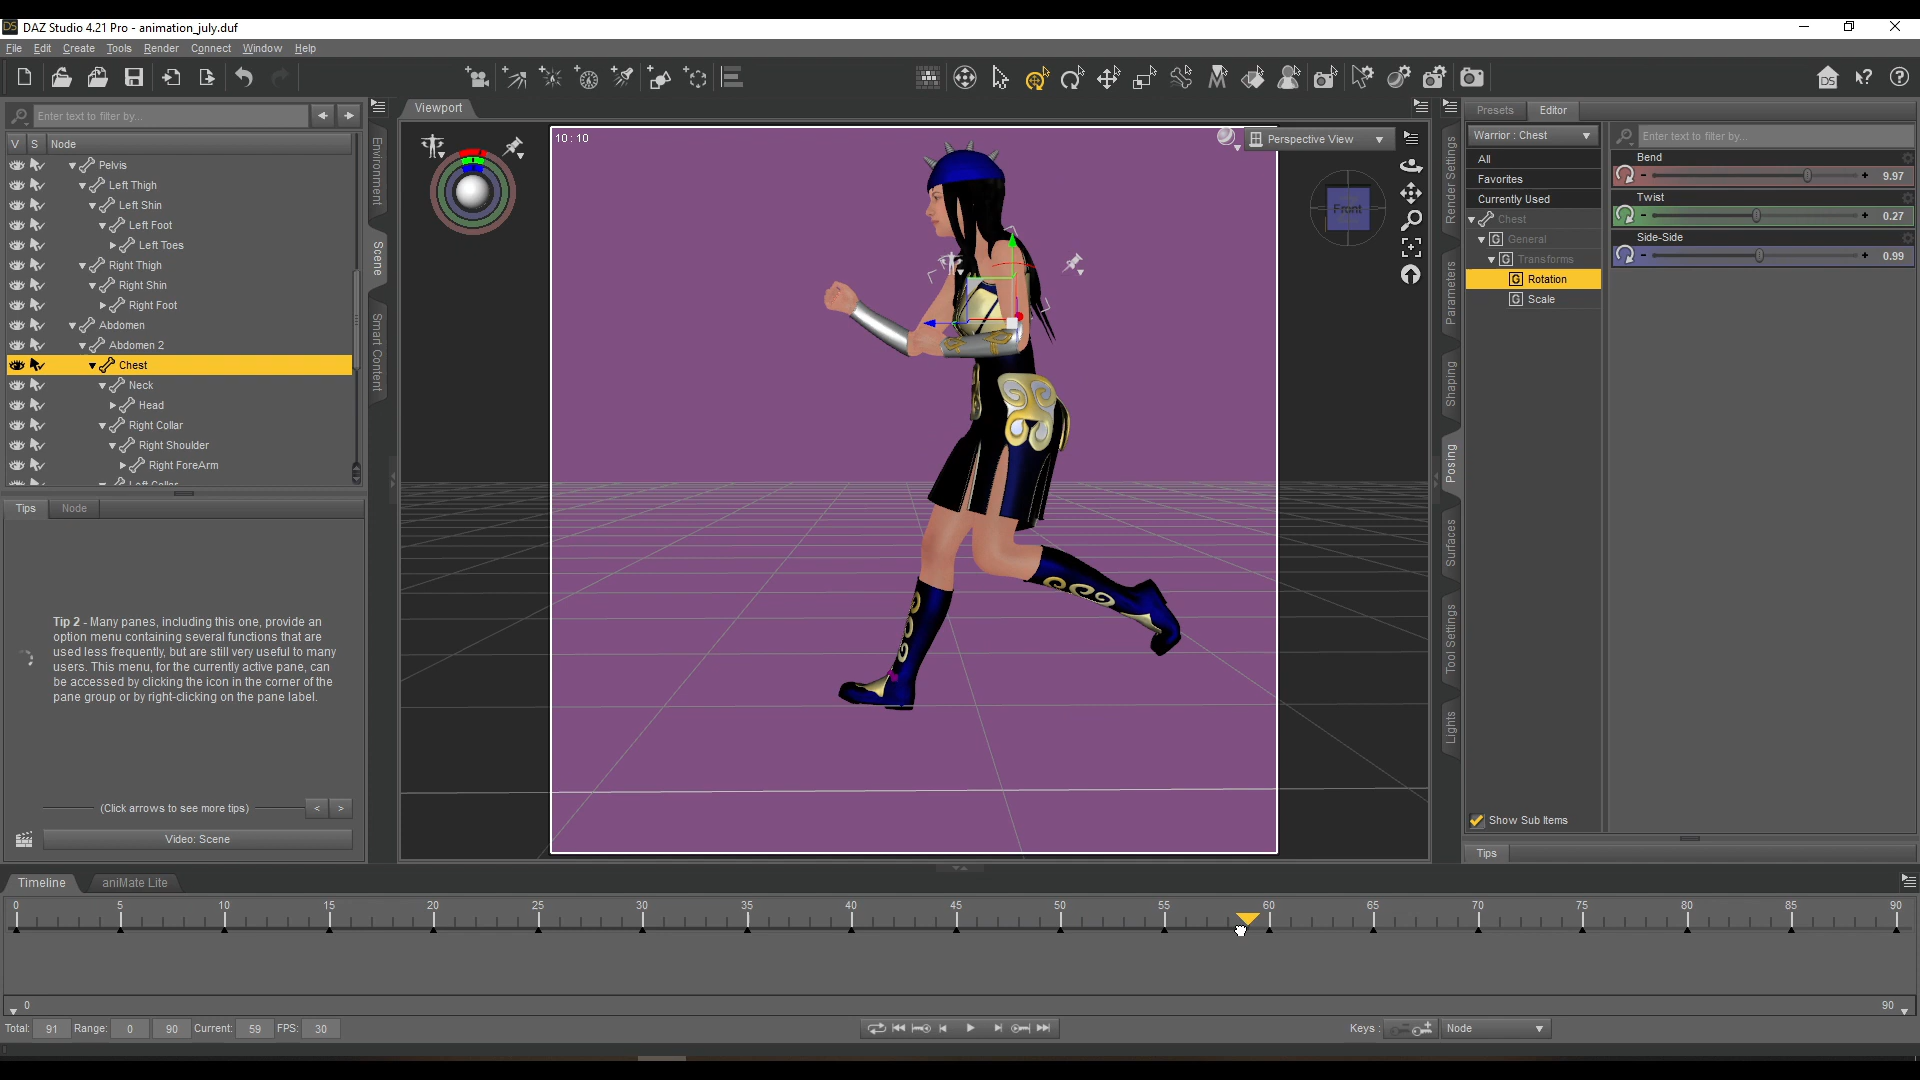 DAZ Studio 4.21 Pro - animation_july.duf
File Edit Create Tools Render Connect Window Help
Enter text to filter by...
V S Node
Pelvis
Left Thigh
Left Shin
Left Foot
Left Toes
Right Thigh
Right Shin
Right Foot
Abdomen
Abdomen 2
Chest
Neck
Head
Right Collar
Right Shoulder
Right ForeArm
Left Collar
Environment
Scene
Smart Content
Tips Node
Tip 2 - Many panes, including this one, provide an
option menu containing several functions that are
used less frequently, but are still very useful to many
users. This menu, for the currently active pane, can
be accessed by clicking the icon in the corner of the
pane group or by right-clicking on the pane label.
(Click arrows to see more tips) < >
Video: Scene
Viewport
10 : 10
Perspective View
Front
Render Settings
Parameters
Shaping
Posing
Surfaces
Tool Settings
Lights
Presets Editor
Warrior : Chest
All
Favorites
Currently Used
Chest
General
Transforms
Rotation
Scale
Show Sub Items
Enter text to filter by...
Bend
- + 9.97
Twist
- + 0.27
Side-Side
- + 0.99
Tips
Timeline aniMate Lite
0 5 10 15 20 25 30 35 40 45 50 55 60 65 70 75 80 85 90
0 90
Total: 91 Range: 0 90 Current: 59 FPS: 30
Keys : Node